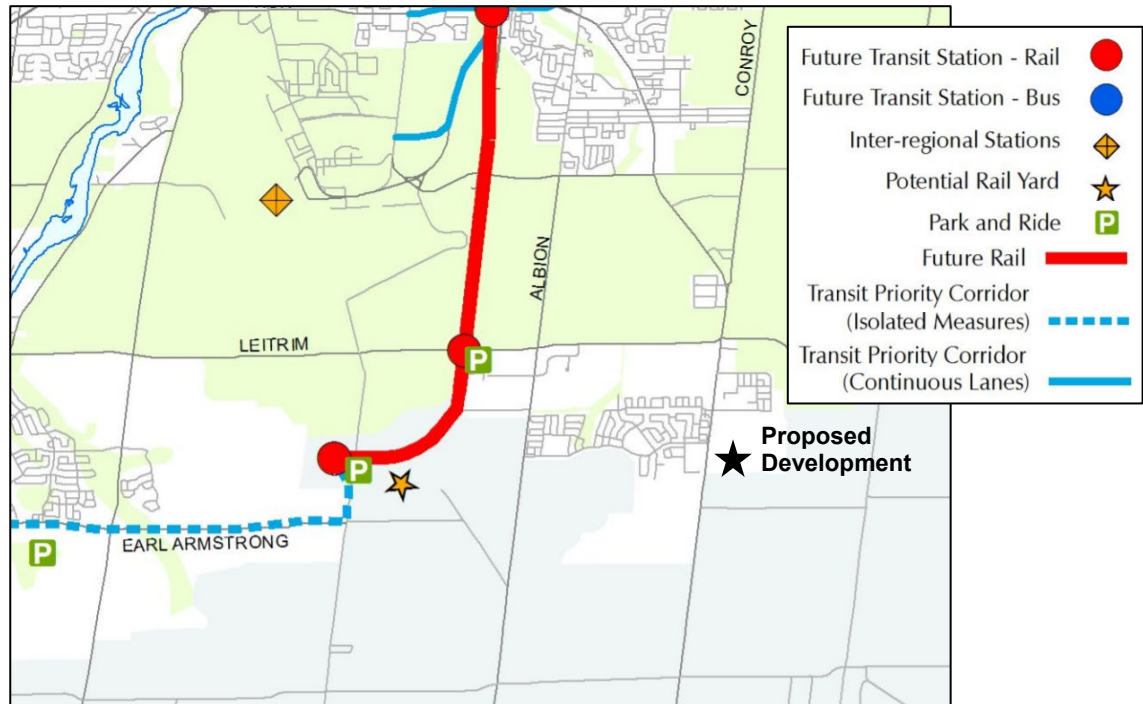 CONROY
ALBION
LEITRIM
P
P
EARL ARMSTRONG
P
Proposed
Development
Future Transit Station - Rail
Future Transit Station - Bus
Inter-regional Stations
Potential Rail Yard
Park and Ride
P
Future Rail
Transit Priority Corridor
(Isolated Measures)
Transit Priority Corridor
(Continuous Lanes)